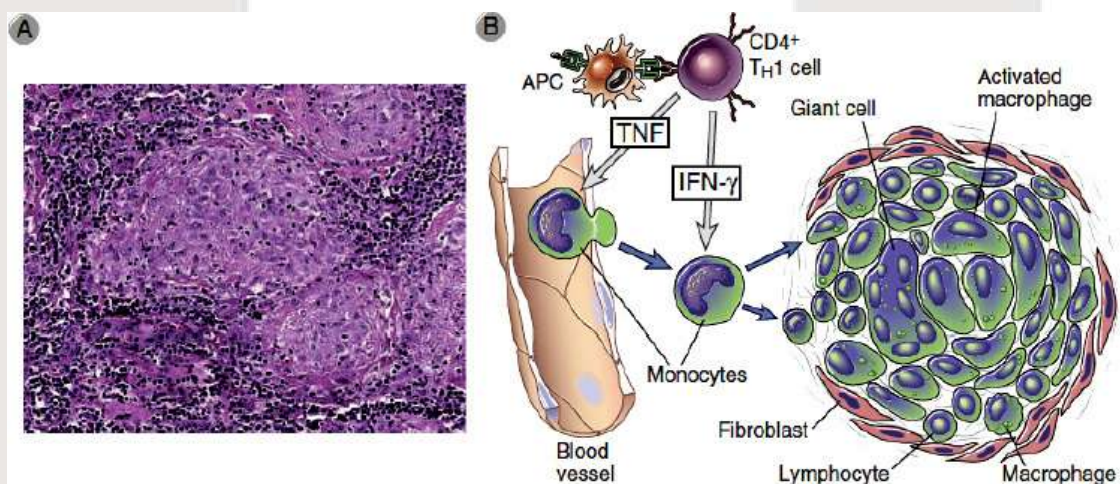 A
B
APC
CD4+
TH1 cell
TNF
IFN-γ
Giant cell
Activated
macrophage
Monocytes
Blood
vessel
Fibroblast
Lymphocyte
Macrophage